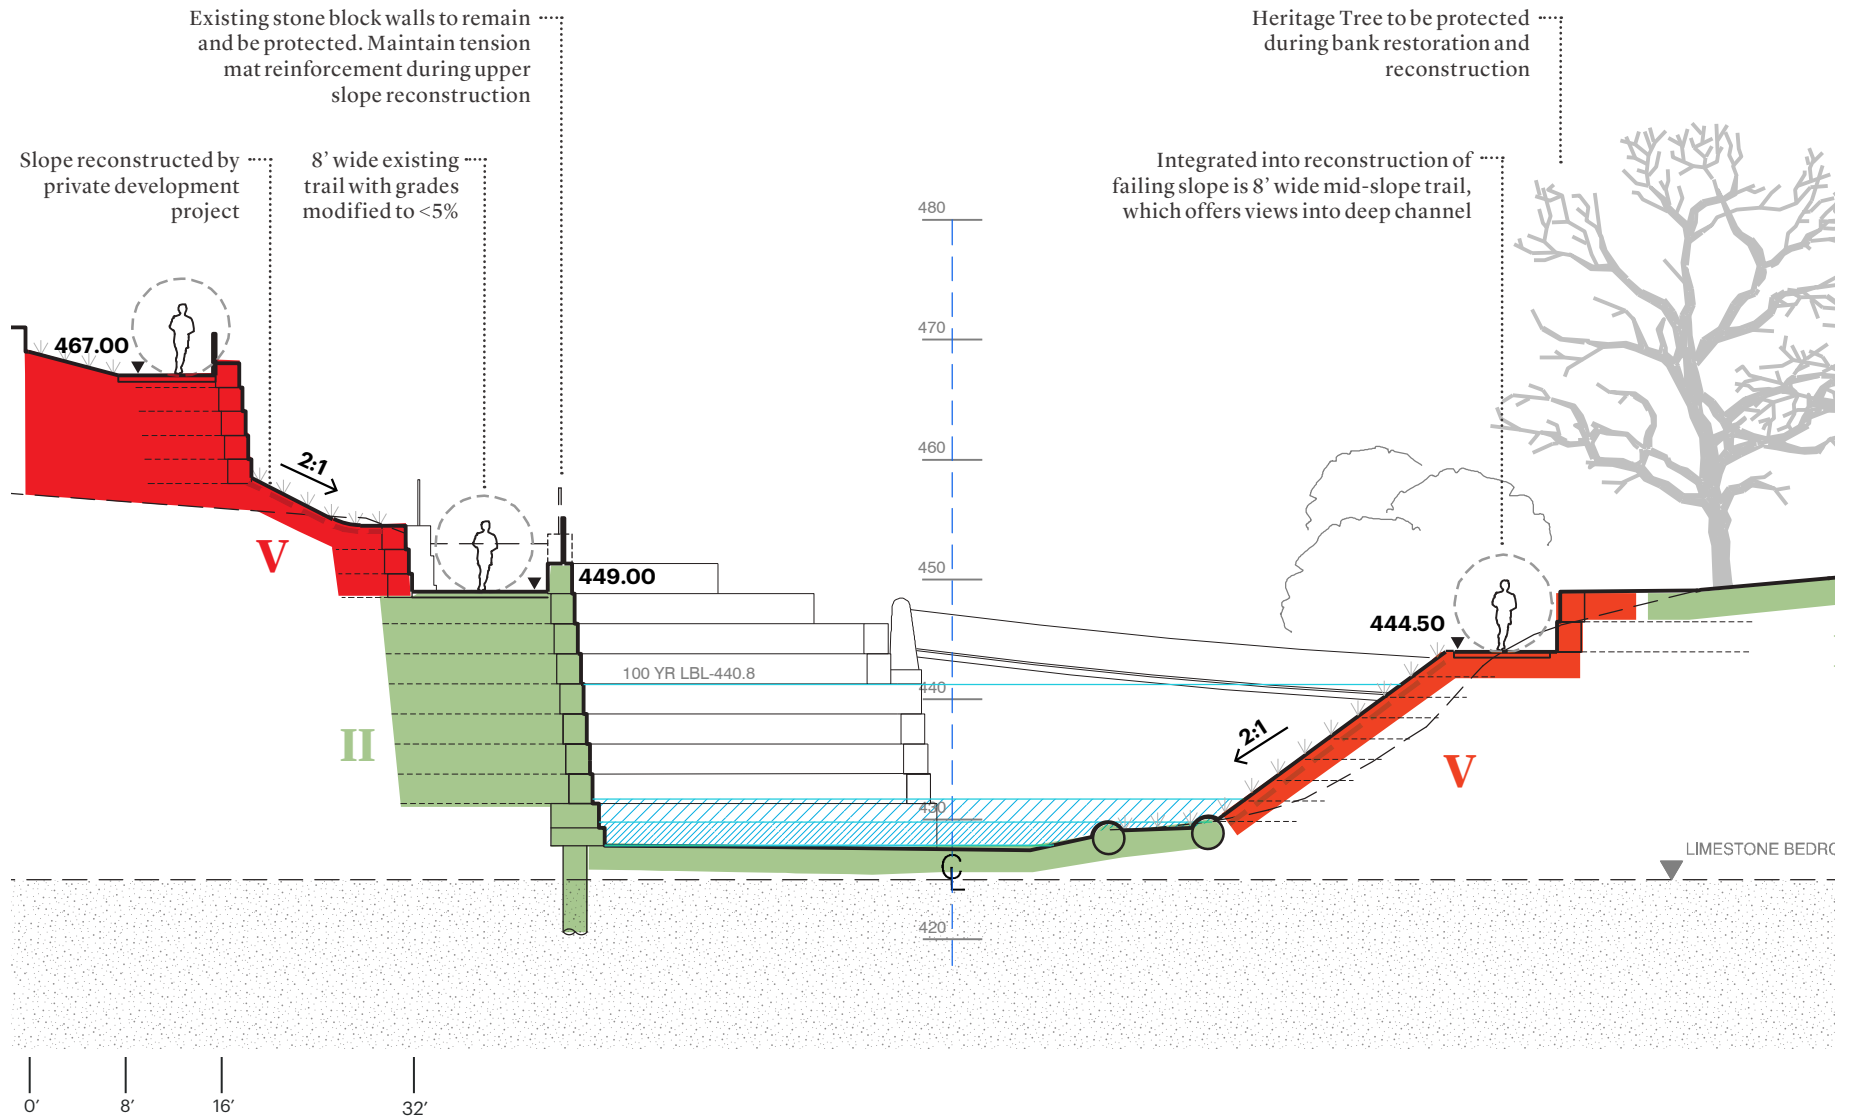 Existing stone block walls to remain
and be protected. Maintain tension
mat reinforcement during upper
slope reconstruction
Heritage Tree to be protected
during bank restoration and
reconstruction
Slope reconstructed by
private development
project
8’ wide existing
trail with grades
modified to <5%
Integrated into reconstruction of
failing slope is 8’ wide mid-slope trail,
which offers views into deep channel
480
470
467.00
460
2:1
V
450
449.00
444.50
100 YR LBL-440.8
440
II
2:1
V
430
LIMESTONE BEDRO
420
0’
8’
16’
32’